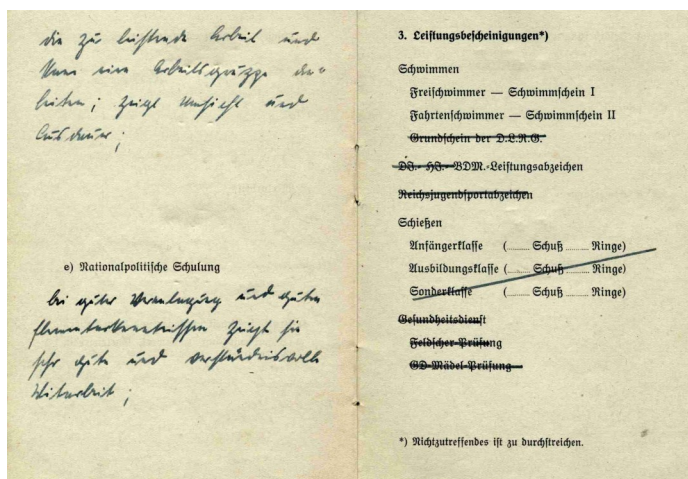 die zu leistende Arbeit und
kann eine Arbeitsgruppe an-
leiten; zeigt Umsicht und
Ausdauer;
e) Nationalpolitische Schulung
bei guter Veranlagung und guten
Elementarkenntnissen zeigt sie
sehr gute und verständnisvolle
Mitarbeit;
3. Leistungsbescheinigungen*)
Schwimmen
Freischwimmer — Schwimmschein I
Fahrtenschwimmer — Schwimmschein II
Grundschein der D.L.R.G.
DJ.- HJ.- BDM.-Leistungsabzeichen
Reichsjugendsportabzeichen
Schießen
Anfängerklasse (........ Schuß ........ Ringe)
Ausbildungsklasse (........ Schuß ........ Ringe)
Sonderklasse (........ Schuß ........ Ringe)
Gesundheitsdienst
Feldscher-Prüfung
GD-Mädel-Prüfung
*) Nichtzutreffendes ist zu durchstreichen.